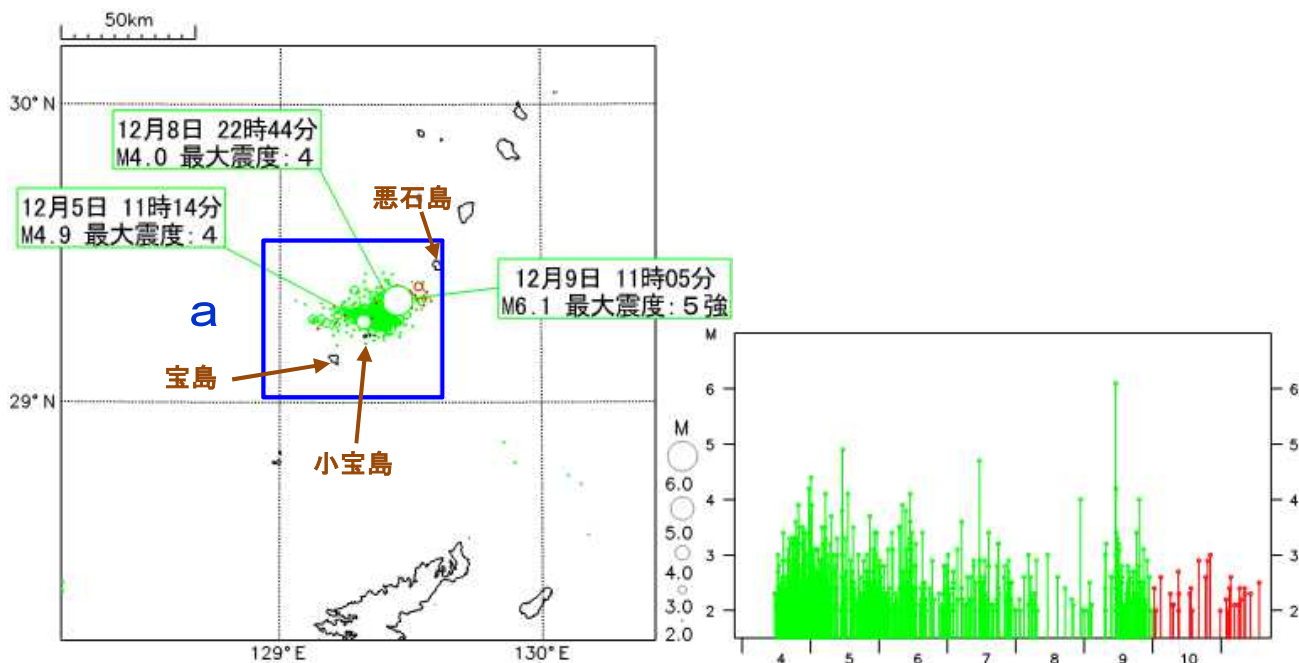 50km
30°N
12月8日 22時44分
M4.0 最大震度:4
悪石島
12月5日 11時14分
M4.9 最大震度:4
12月9日 11時05分
M6.1 最大震度:5強
a
宝島
29°N
小宝島
M
6.0
5.0
4.0
3.0
2.0
129°E
130°E
M
6
5
4
3
2
6
5
4
3
2
4 5 6 7 8 9 10